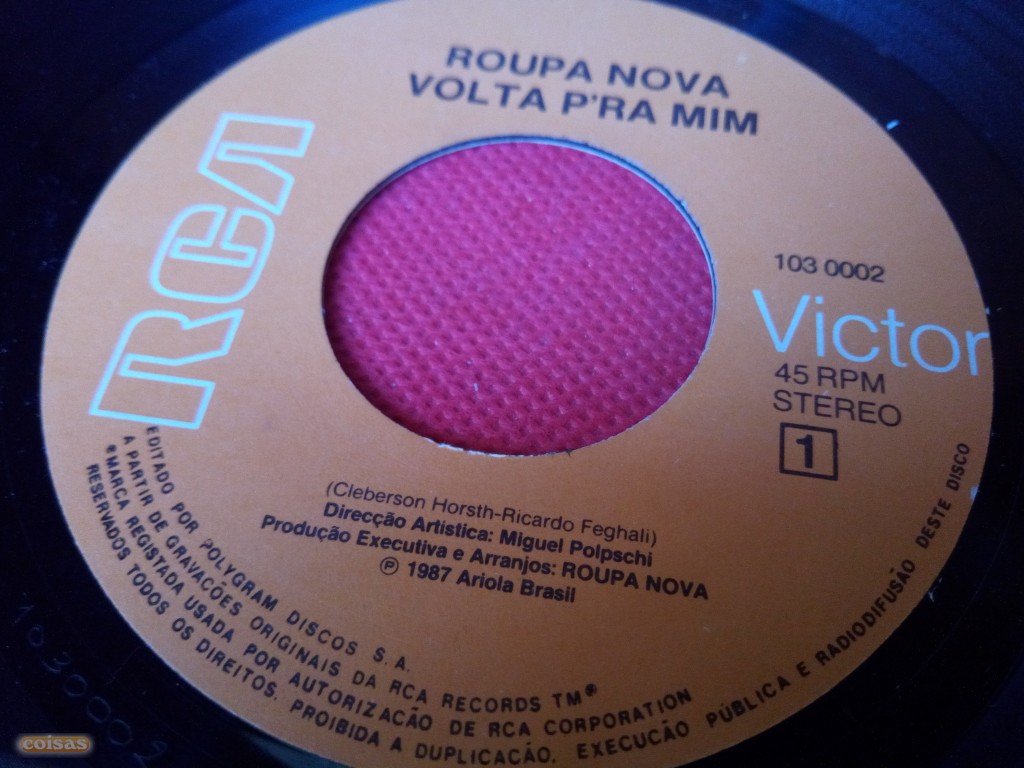 ROUPA NOVA
VOLTA P'RA MIM
RCA
103 0002
Victor
45 RPM
STÉREO
1
(Cleberson Horsth-Ricardo Feghali)
Direcção Artistica: Miguel Polpschi
Produção Executiva e Arranjos: ROUPA NOVA
℗ 1987 Ariola Brasil
EDITADO POR POLYGRAM DISCOS S.A.
A PARTIR DE GRAVAÇÕES ORIGINAIS DA RCA RECORDS TM®
®MARCA REGISTADA USADA POR AUTORIZAÇÃO DE RCA CORPORATION
RESERVADOS TODOS OS DIREITOS. PROIBIDA A DUPLICAÇÃO, EXECUÇÃO PÚBLICA E RADIODIFUSÃO DESTE DISCO
1030002
coisas